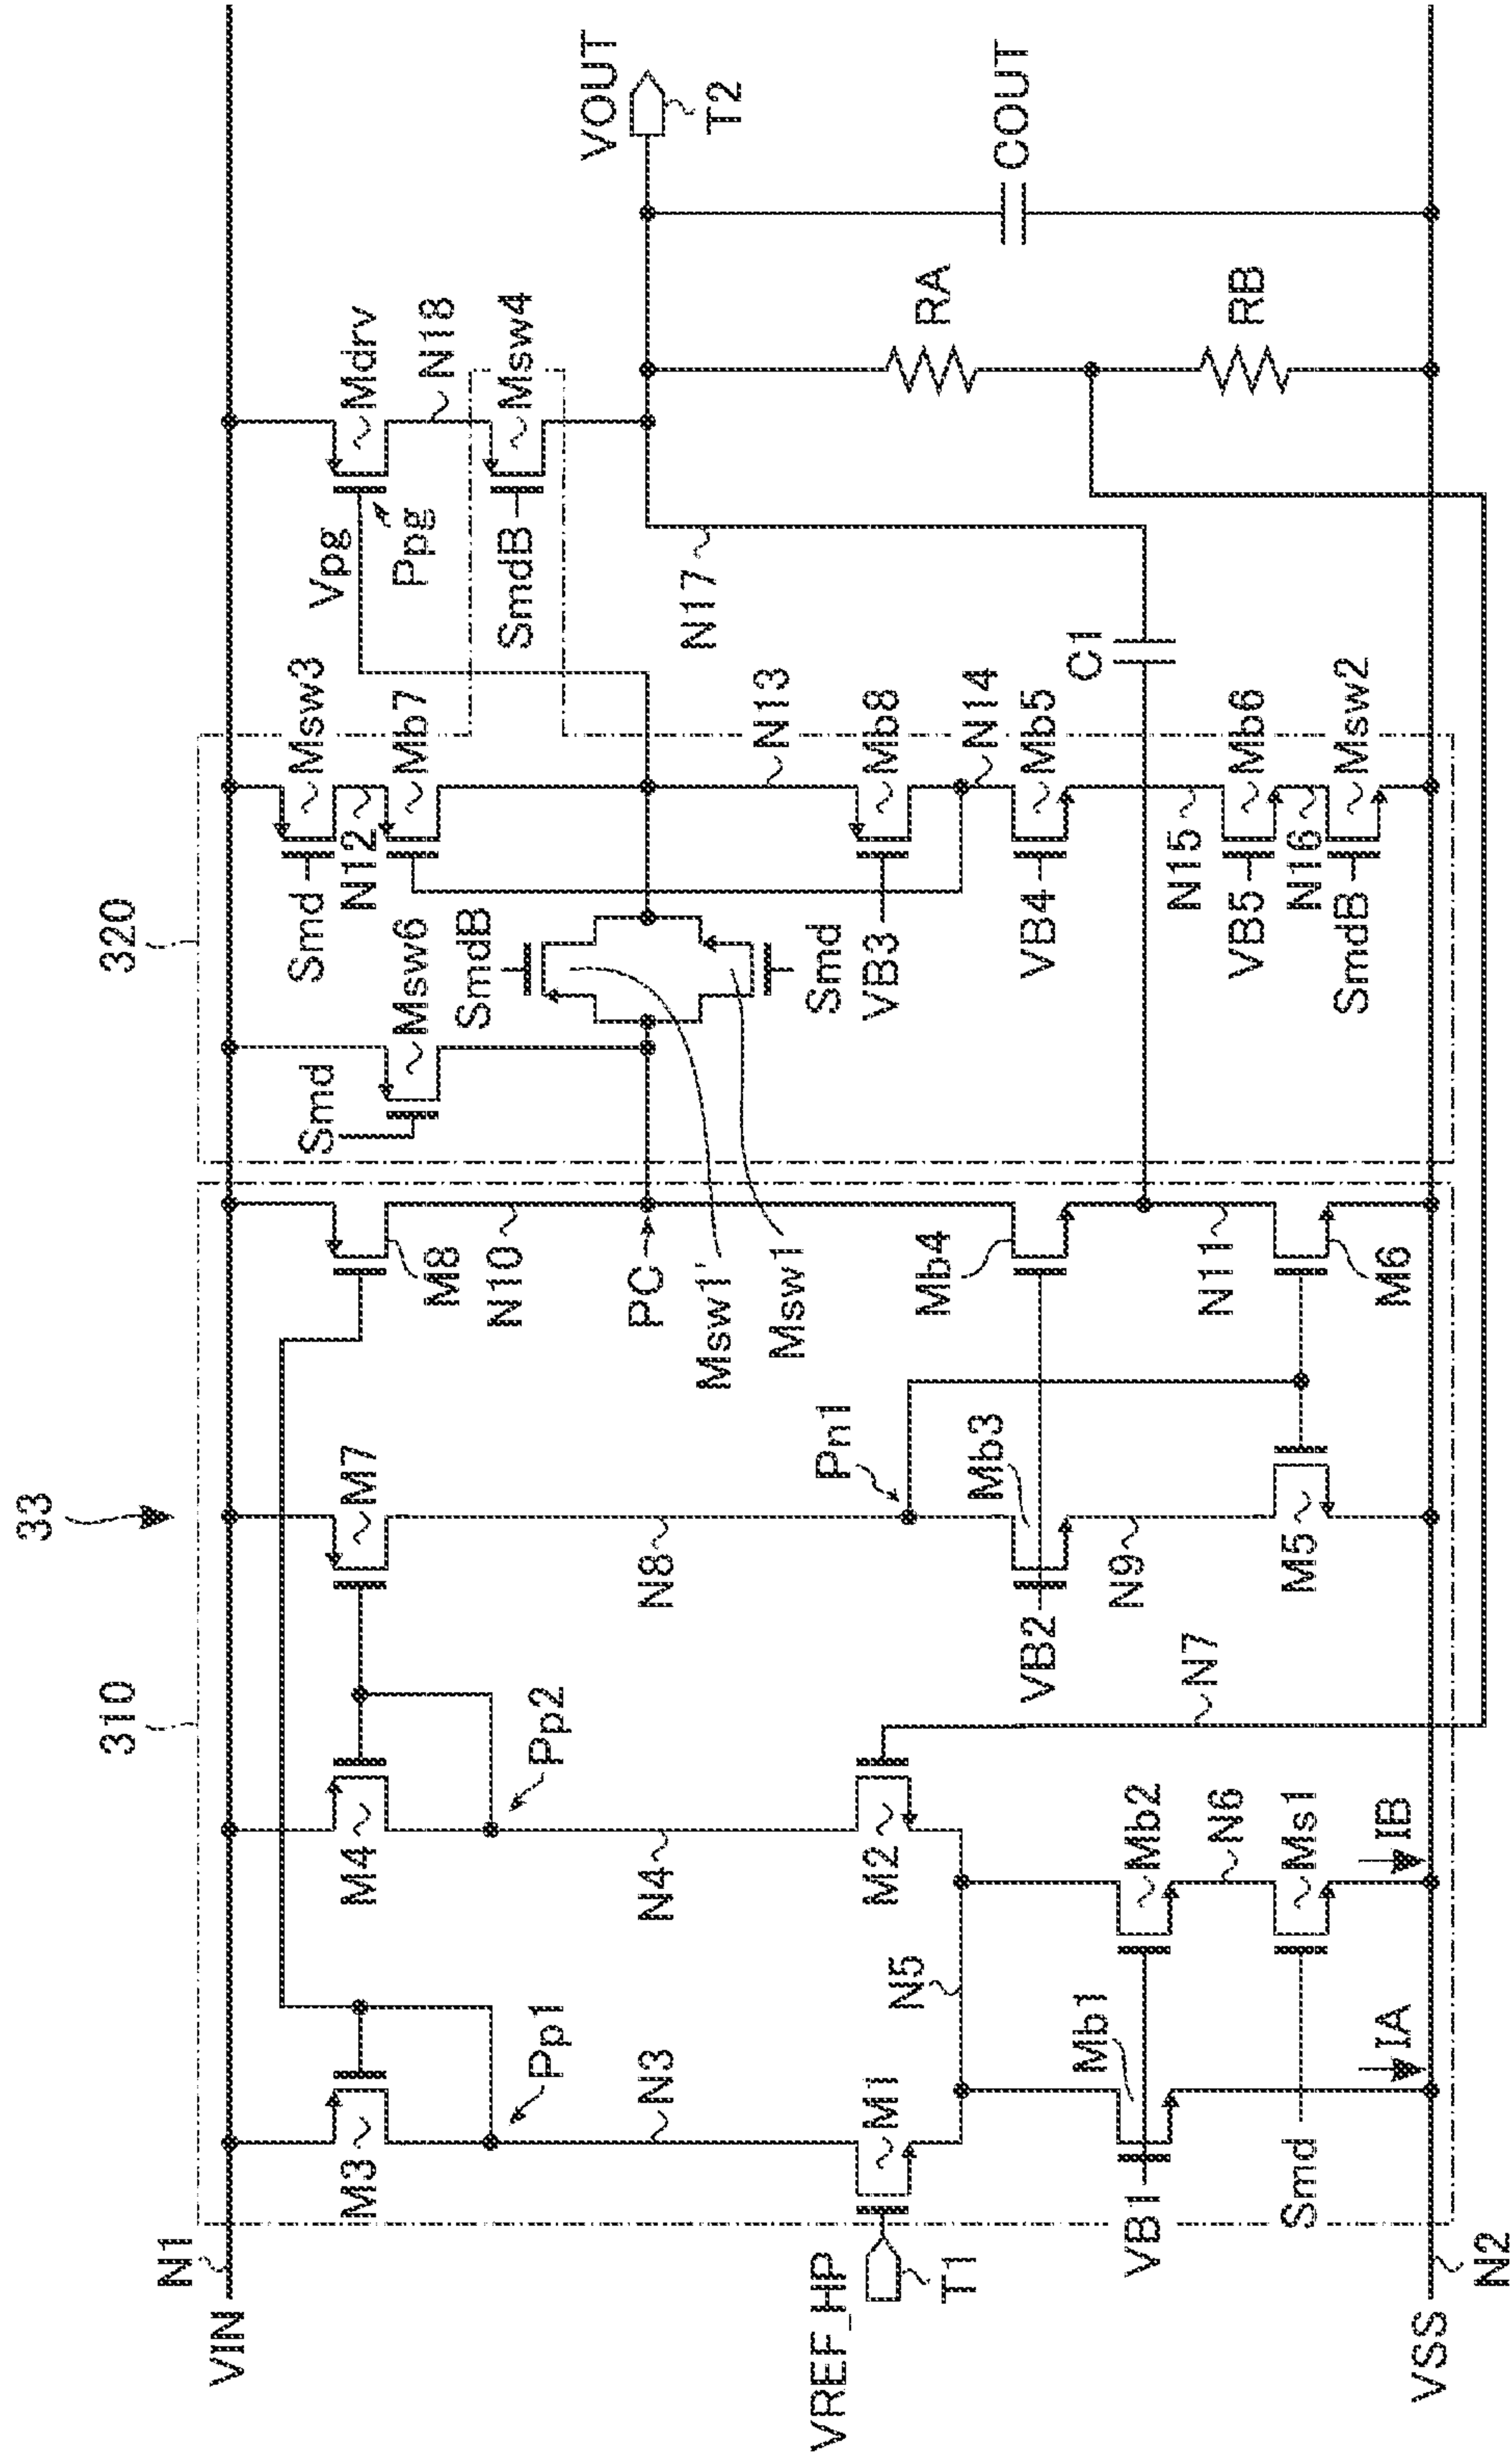 33
310
320
N1
VIN
M3
M4
M7
M8
Smd
Msw6
Smd
Msw3
N12
Mb7
Vpg
Ppg
Mdrv
N18
SmdB
Msw4
VOUT
T2
Pp1
Pp2
N3
N4
N8
N10
PC
SmdB
Smd
Msw1'
Msw1
N13
N17
VREF_HP
T1
M1
M2
N5
Pn1
Mb3
Mb4
VB3
Mb8
N14
RA
COUT
VB1
Mb1
Mb2
N6
N7
VB2
N9
N11
VB4
Mb5
C1
N15
VB5
Mb6
N16
SmdB
Msw2
RB
Smd
Ms1
M5
M6
IA
IB
VSS
N2